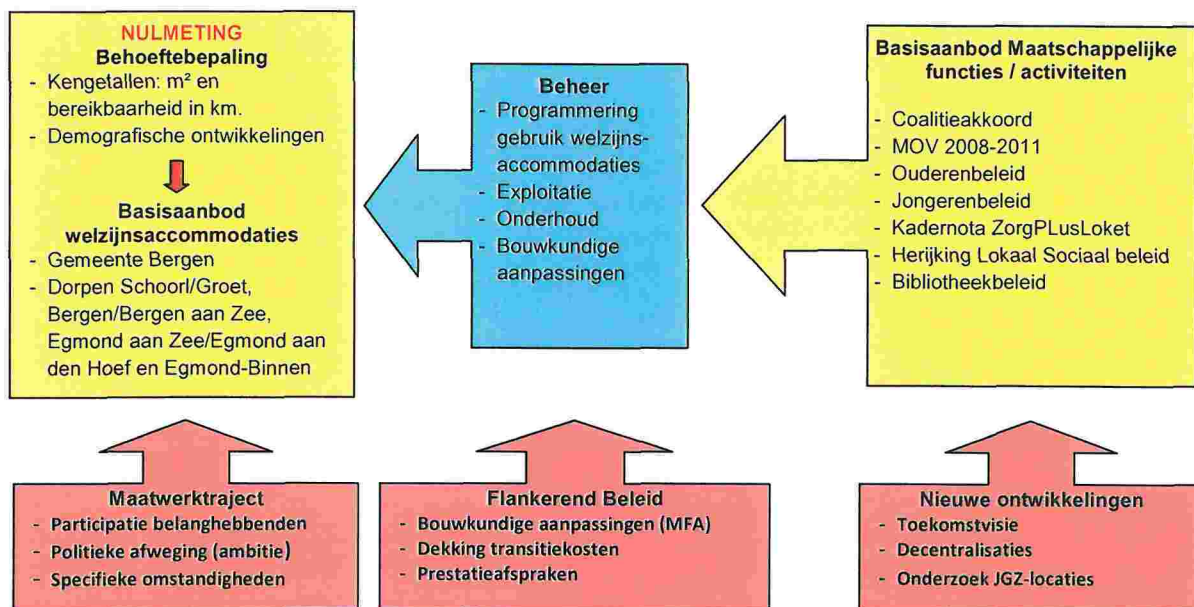 NULMETING
Behoeftebepaling
- Kengetallen: m² en
bereikbaarheid in km.
- Demografische ontwikkelingen
Basisaanbod
welzijnsaccommodaties
- Gemeente Bergen
- Dorpen Schoorl/Groet,
Bergen/Bergen aan Zee,
Egmond aan Zee/Egmond aan
den Hoef en Egmond-Binnen
Beheer
- Programmering
gebruik welzijns-
accommodaties
- Exploitatie
- Onderhoud
- Bouwkundige
aanpassingen
Basisaanbod Maatschappelijke
functies / activiteiten
- Coalitieakkoord
- MOV 2008-2011
- Ouderenbeleid
- Jongerenbeleid
- Kadernota ZorgPLusLoket
- Herijking Lokaal Sociaal beleid
- Bibliotheekbeleid
Maatwerktraject
- Participatie belanghebbenden
- Politieke afweging (ambitie)
- Specifieke omstandigheden
Flankerend Beleid
- Bouwkundige aanpassingen (MFA)
- Dekking transitiekosten
- Prestatieafspraken
Nieuwe ontwikkelingen
- Toekomstvisie
- Decentralisaties
- Onderzoek JGZ-locaties